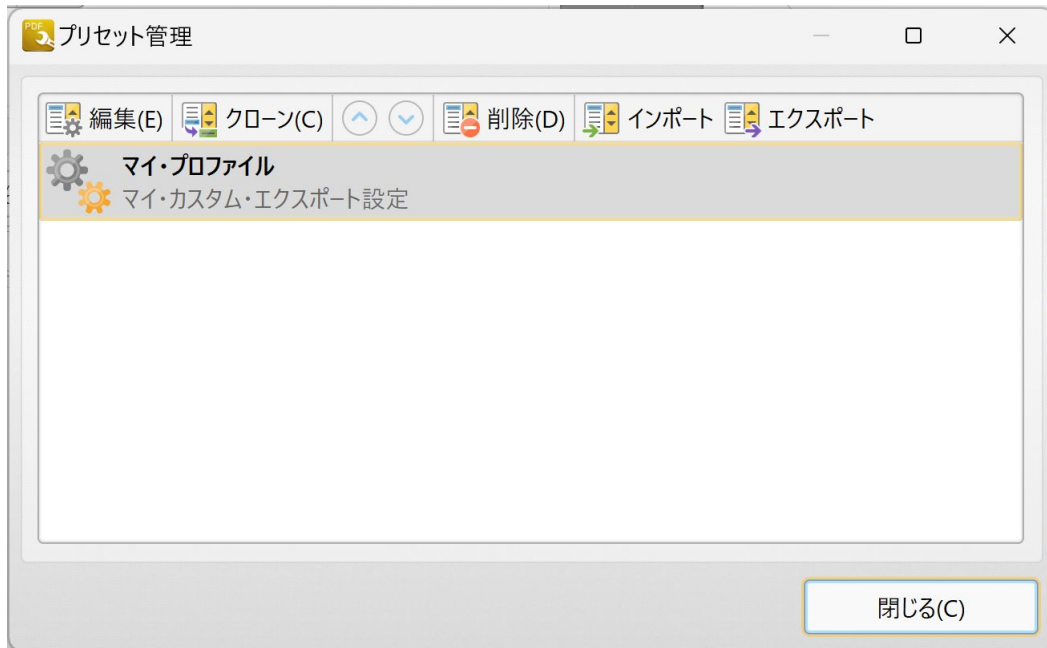 PDF
プリセット管理
編集(E) クローン(C) 削除(D) インポート エクスポート
マイ・プロファイル
マイ・カスタム・エクスポート設定
閉じる(C)